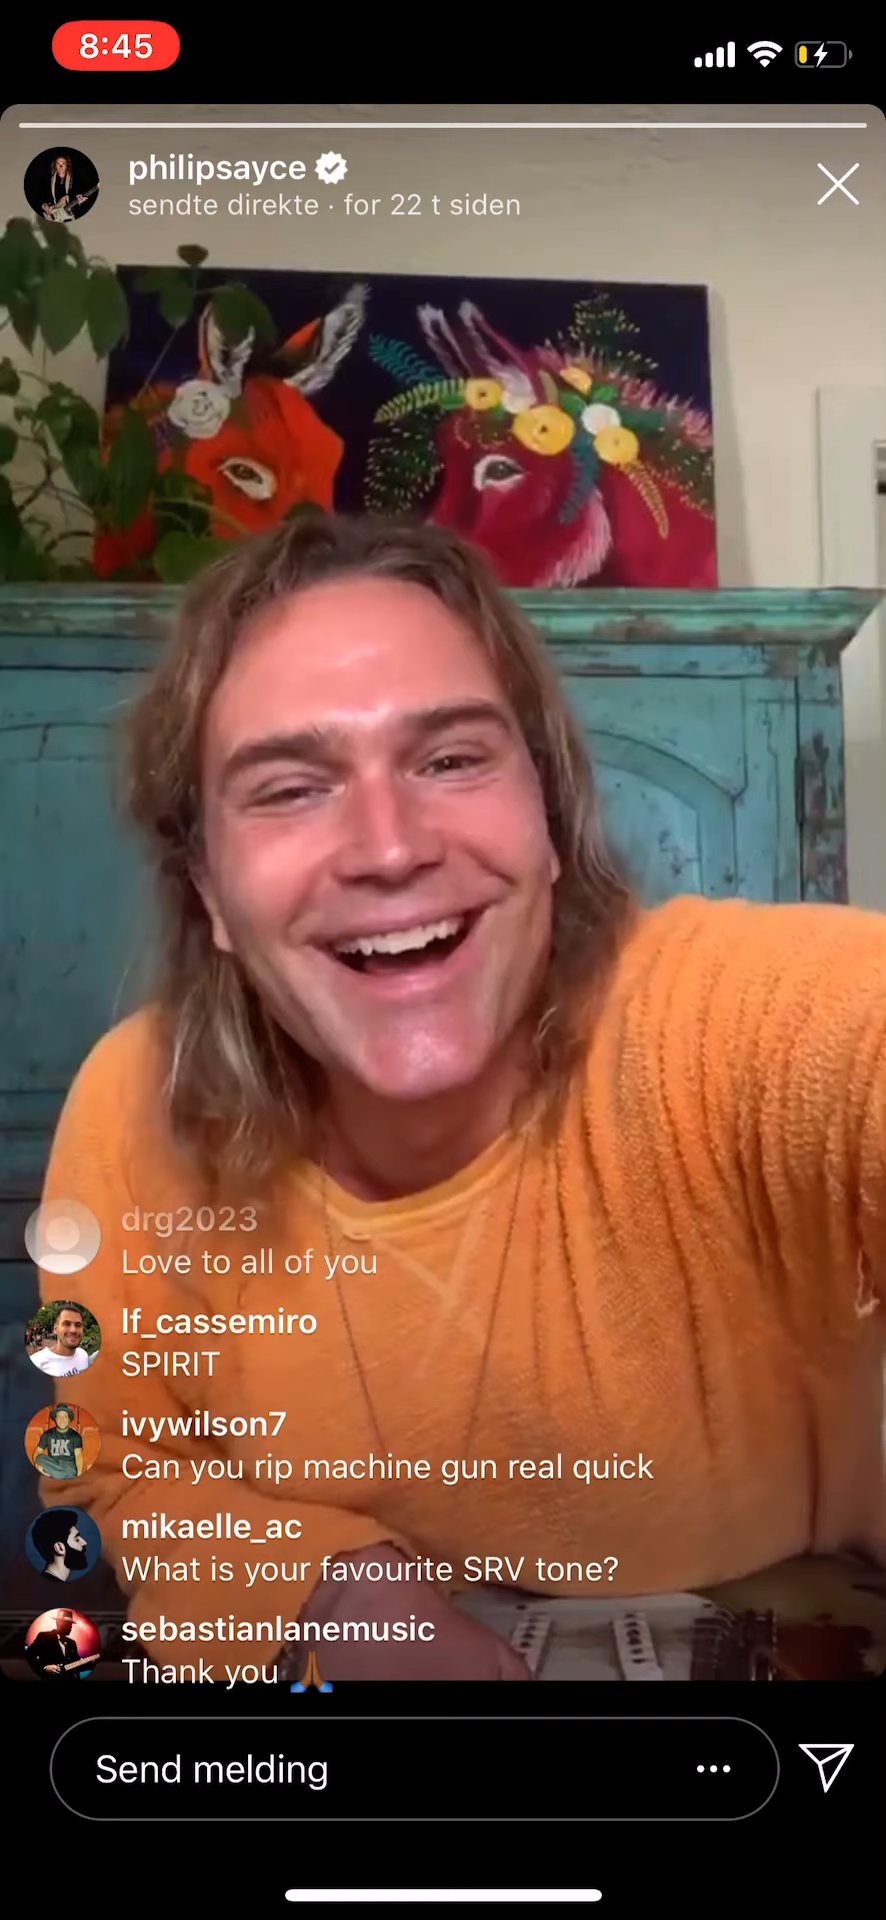 8:45
philipsayce
sendte direkte · for 22 t siden
drg2023
Love to all of you
lf_cassemiro
SPIRIT
ivywilson7
Can you rip machine gun real quick
mikaelle_ac
What is your favourite SRV tone?
sebastianlanemusic
Thank you 🙏🏾
Send melding